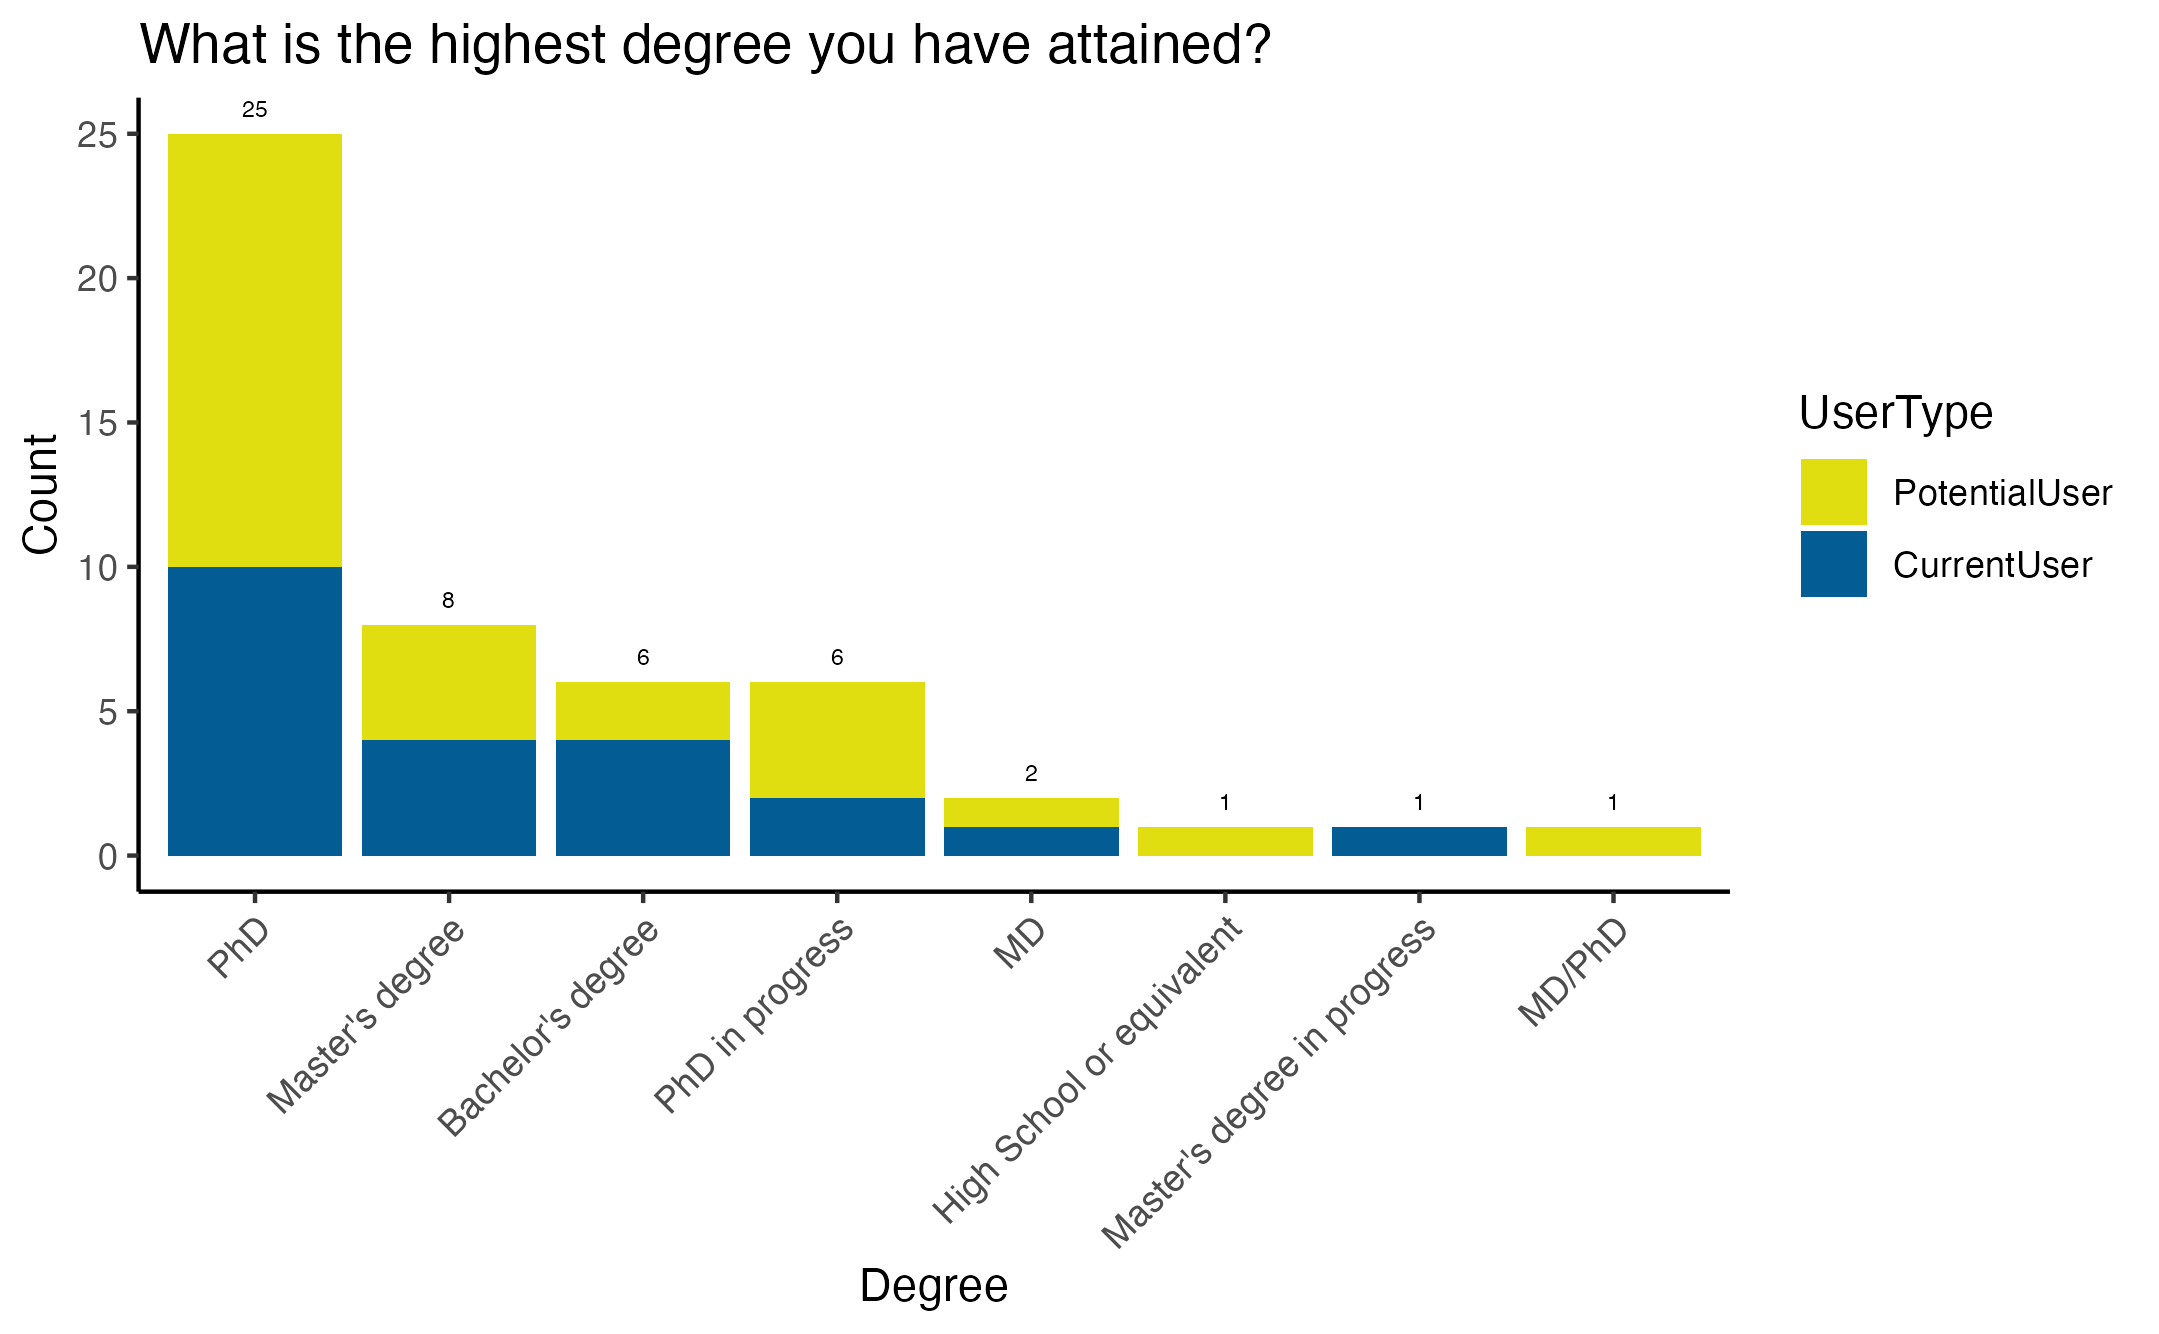 What is the highest degree you have attained?
25
25
20
15
10
5
0
8
6
6
2
1
1
1
Count
PhD
Master's degree
Bachelor's degree
PhD in progress
MD
High School or equivalent
Master's degree in progress
MD/PhD
Degree
UserType
PotentialUser
CurrentUser